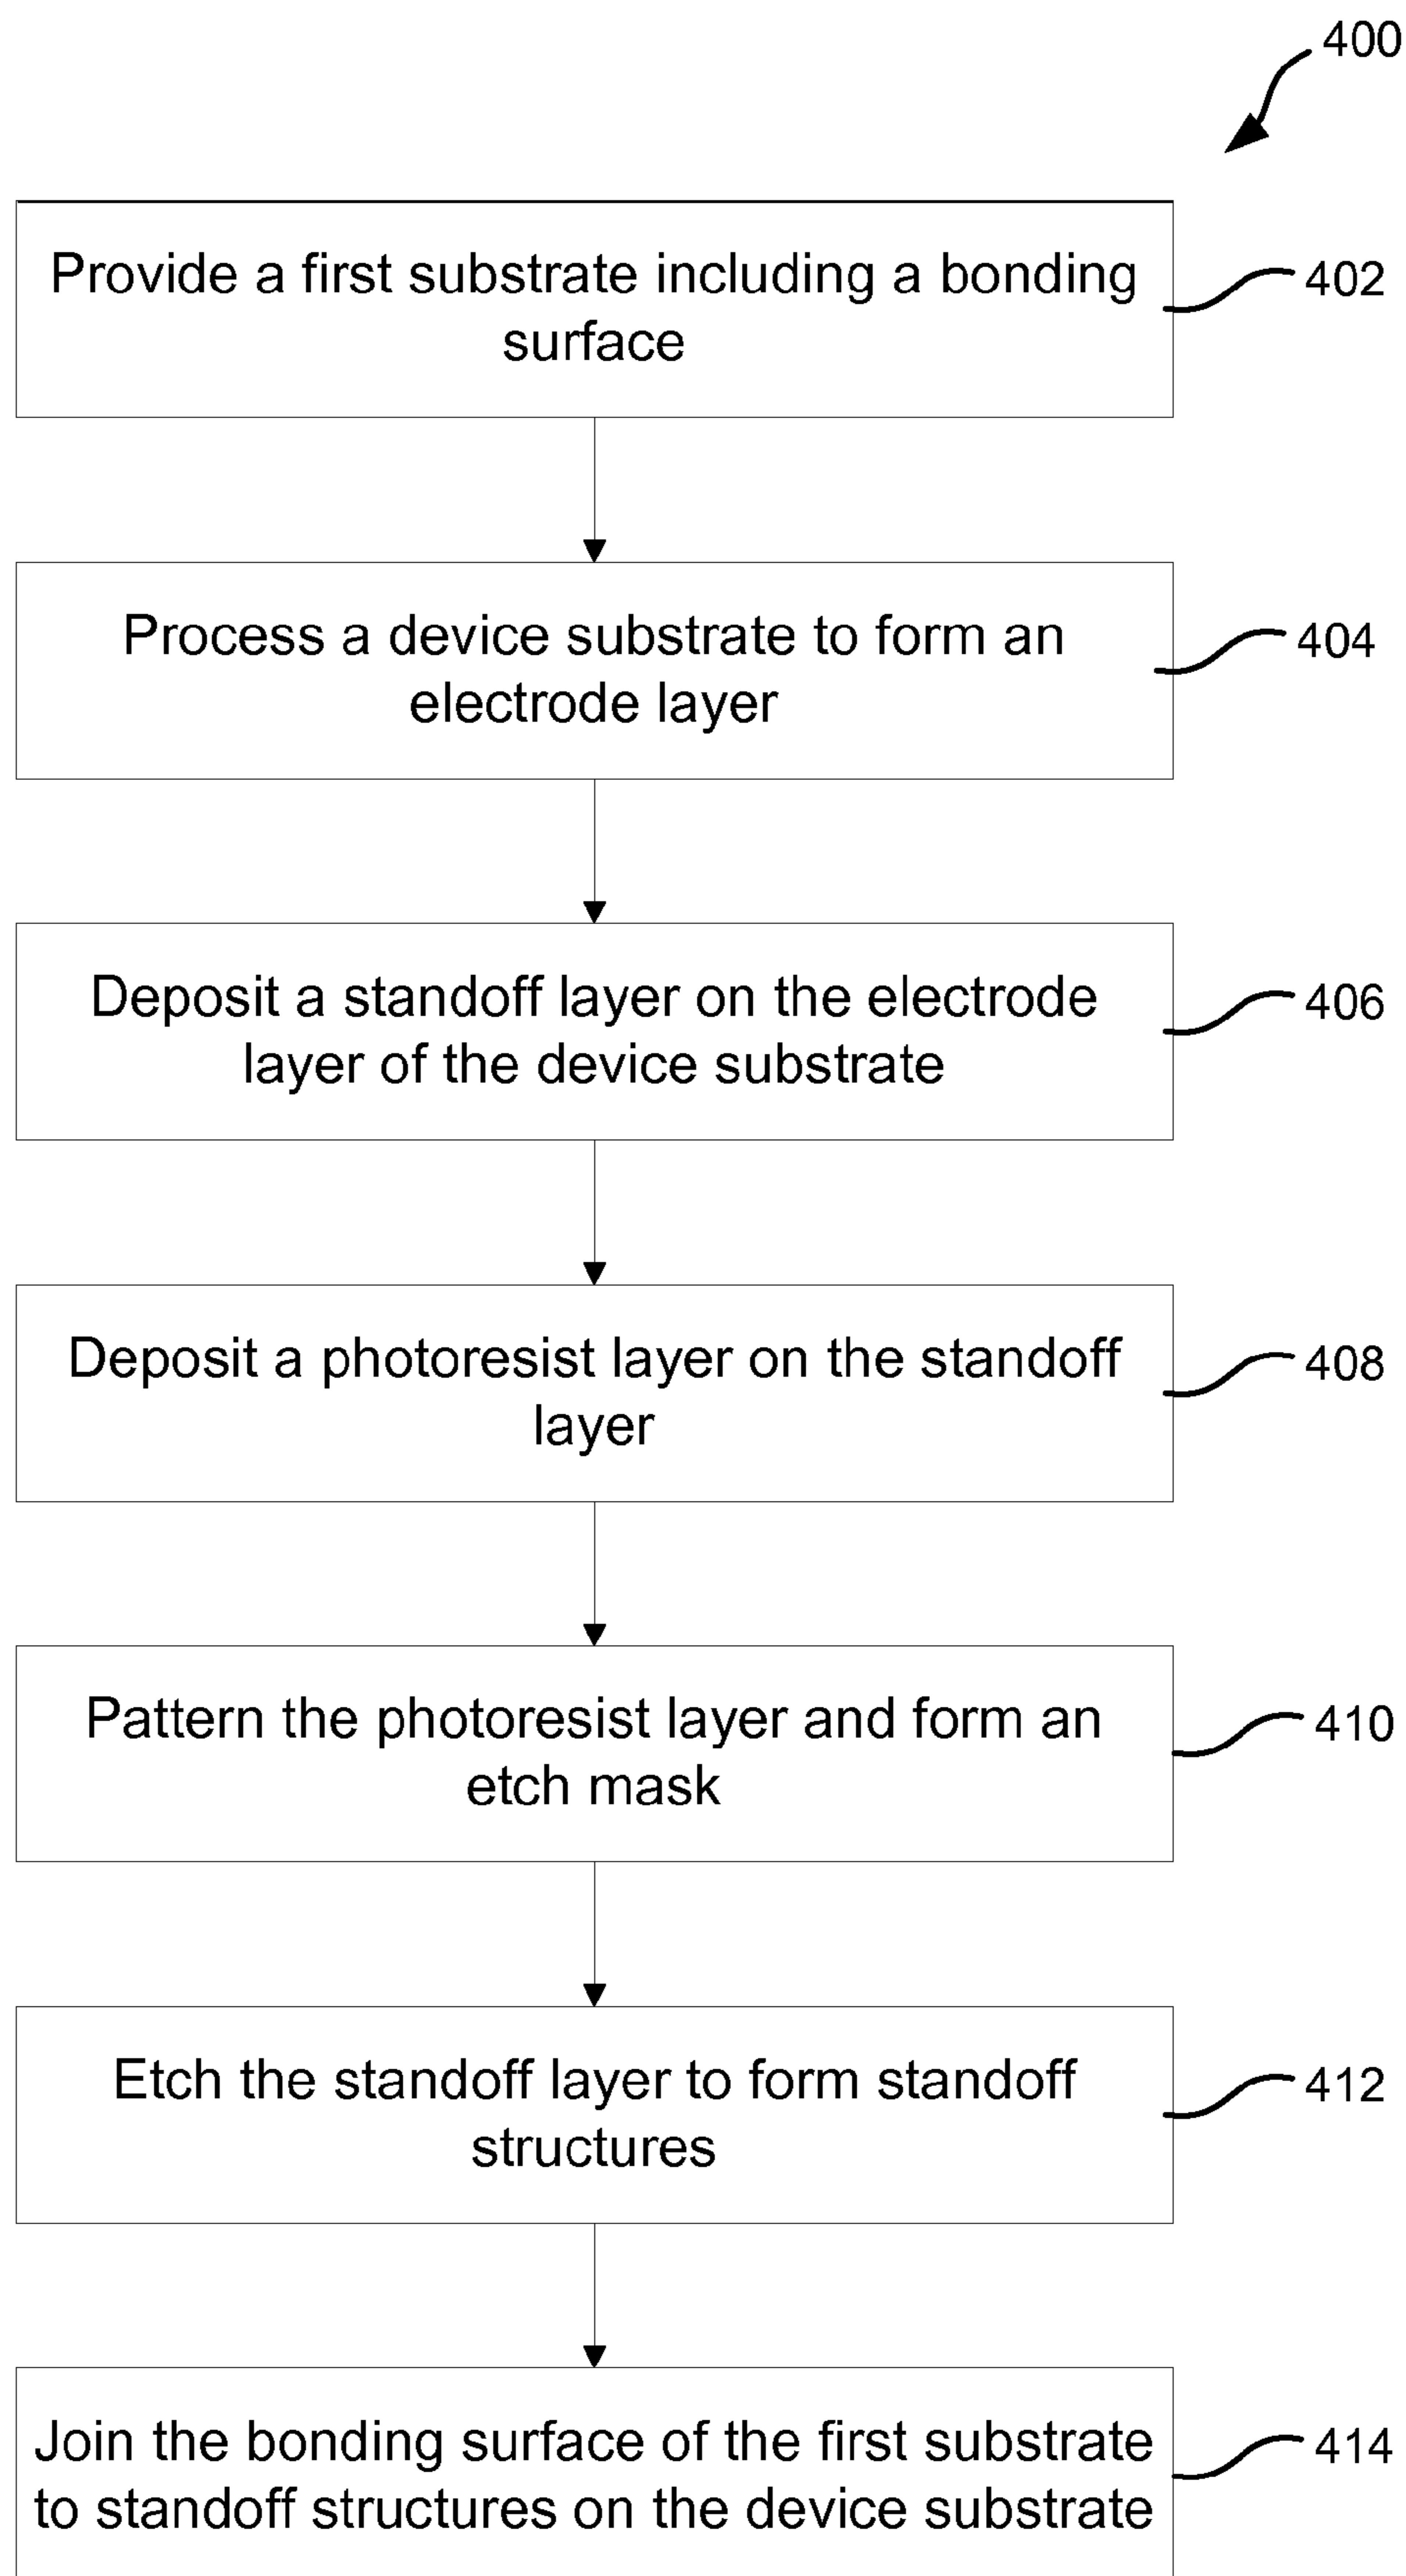 400
Provide a first substrate including a bonding
surface
402
Process a device substrate to form an
electrode layer
404
Deposit a standoff layer on the electrode
layer of the device substrate
406
Deposit a photoresist layer on the standoff
layer
408
Pattern the photoresist layer and form an
etch mask
410
Etch the standoff layer to form standoff
structures
412
Join the bonding surface of the first substrate
to standoff structures on the device substrate
414